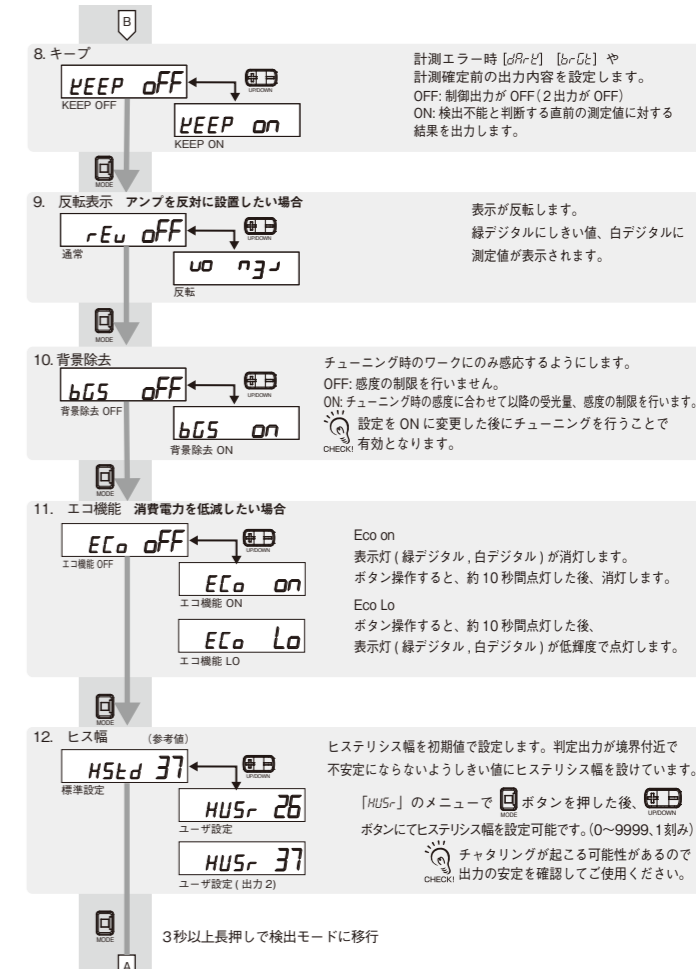 B
8. キープ
KEEP oFF
KEEP OFF
UP/DOWN
KEEP on
KEEP ON
計測エラー時 [dArk] [brGt] や
計測確定前の出力内容を設定します。
OFF: 制御出力が OFF(2出力が OFF)
ON: 検出不能と判断する直前の測定値に対する
結果を出力します。
MODE
9. 反転表示 アンプを反対に設置したい場合
rEv oFF
通常
UP/DOWN
rEv on
反転
表示が反転します。
緑デジタルにしきい値、白デジタルに
測定値が表示されます。
MODE
10. 背景除去
bGS oFF
背景除去 OFF
UP/DOWN
bGS on
背景除去 ON
チューニング時のワークにのみ感応するようにします。
OFF: 感度の制限を行いません。
ON: チューニング時の感度に合わせて以降の受光量、感度の制限を行います。
設定を ON に変更した後にチューニングを行うことで
CHECK! 有効となります。
MODE
11. エコ機能 消費電力を低減したい場合
ECo oFF
エコ機能 OFF
UP/DOWN
ECo on
エコ機能 ON
ECo Lo
エコ機能 LO
Eco on
表示灯 ( 緑デジタル , 白デジタル ) が消灯します。
ボタン操作すると、約 10 秒間点灯した後、消灯します。
Eco Lo
ボタン操作すると、約 10 秒間点灯した後、
表示灯 ( 緑デジタル , 白デジタル ) が低輝度で点灯します。
MODE
12. ヒス幅 (参考値)
HStd 37
標準設定
UP/DOWN
HUSr 26
ユーザ設定
HUSr 37
ユーザ設定 ( 出力 2)
ヒステリシス幅を初期値で設定します。判定出力が境界付近で
不安定にならないようしきい値にヒステリシス幅を設けています。
「HUSr」のメニューで MODE ボタンを押した後、 UP/DOWN
ボタンにてヒステリシス幅を設定可能です。(0〜9999、1刻み)
チャタリングが起こる可能性があるので
CHECK! 出力の安定を確認してご使用ください。
MODE
3秒以上長押しで検出モードに移行
A